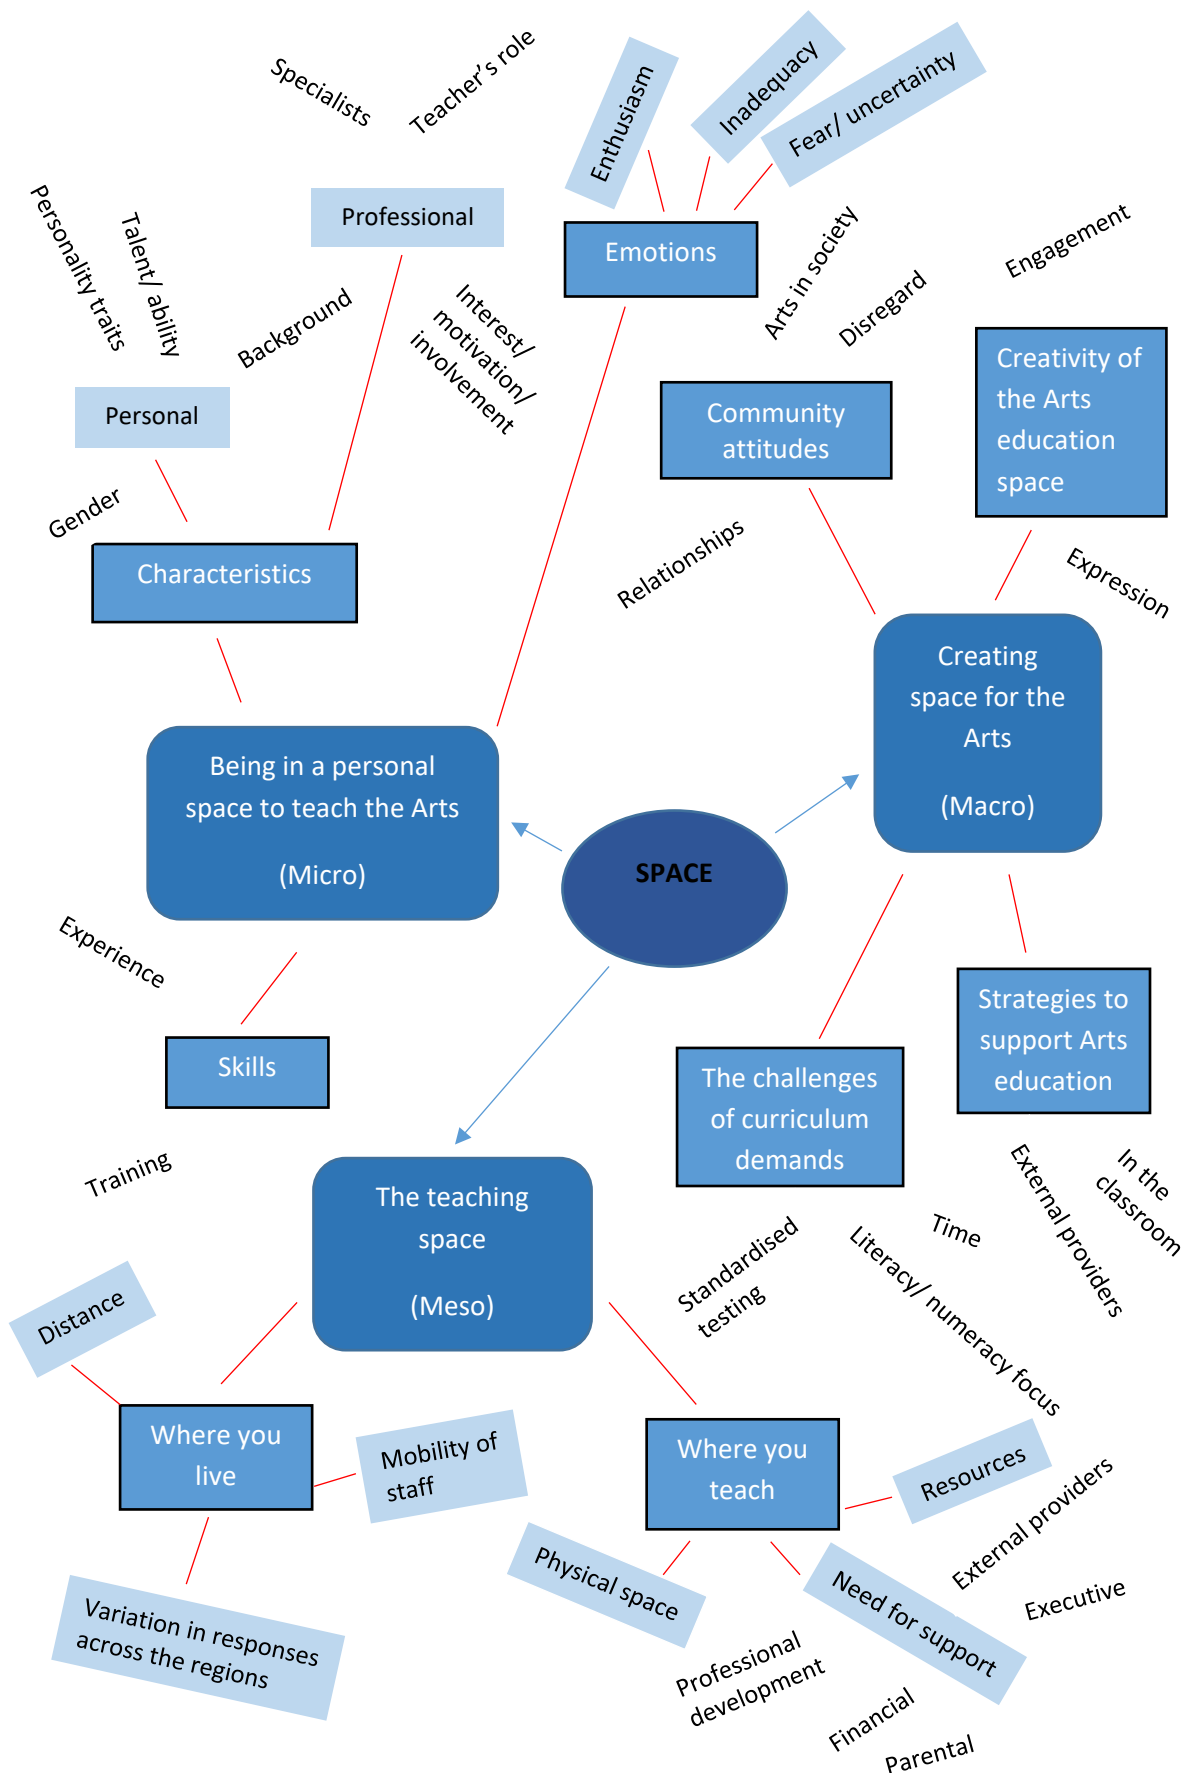 Specialists
Teacher's role
Enthusiasm
Inadequacy
Fear/ uncertainty
Professional
Personality traits
Talent/ ability
Background
Interest/
motivation/
involvement
Emotions
Arts in society
Disregard
Engagement
Personal
Gender
Characteristics
Community
attitudes
Creativity of
the Arts
education
space
Relationships
Expression
Being in a personal
space to teach the Arts
(Micro)
SPACE
Creating
space for the
Arts
(Macro)
Experience
Skills
Training
The teaching
space
(Meso)
The challenges
of curriculum
demands
Strategies to
support Arts
education
Standardised
testing
Literacy/ numeracy focus
Time
External providers
In the
classroom
Distance
Where you
live
Mobility of
staff
Variation in responses
across the regions
Where you
teach
Resources
Physical space
Need for support
External providers
Executive
Professional
development
Financial
Parental